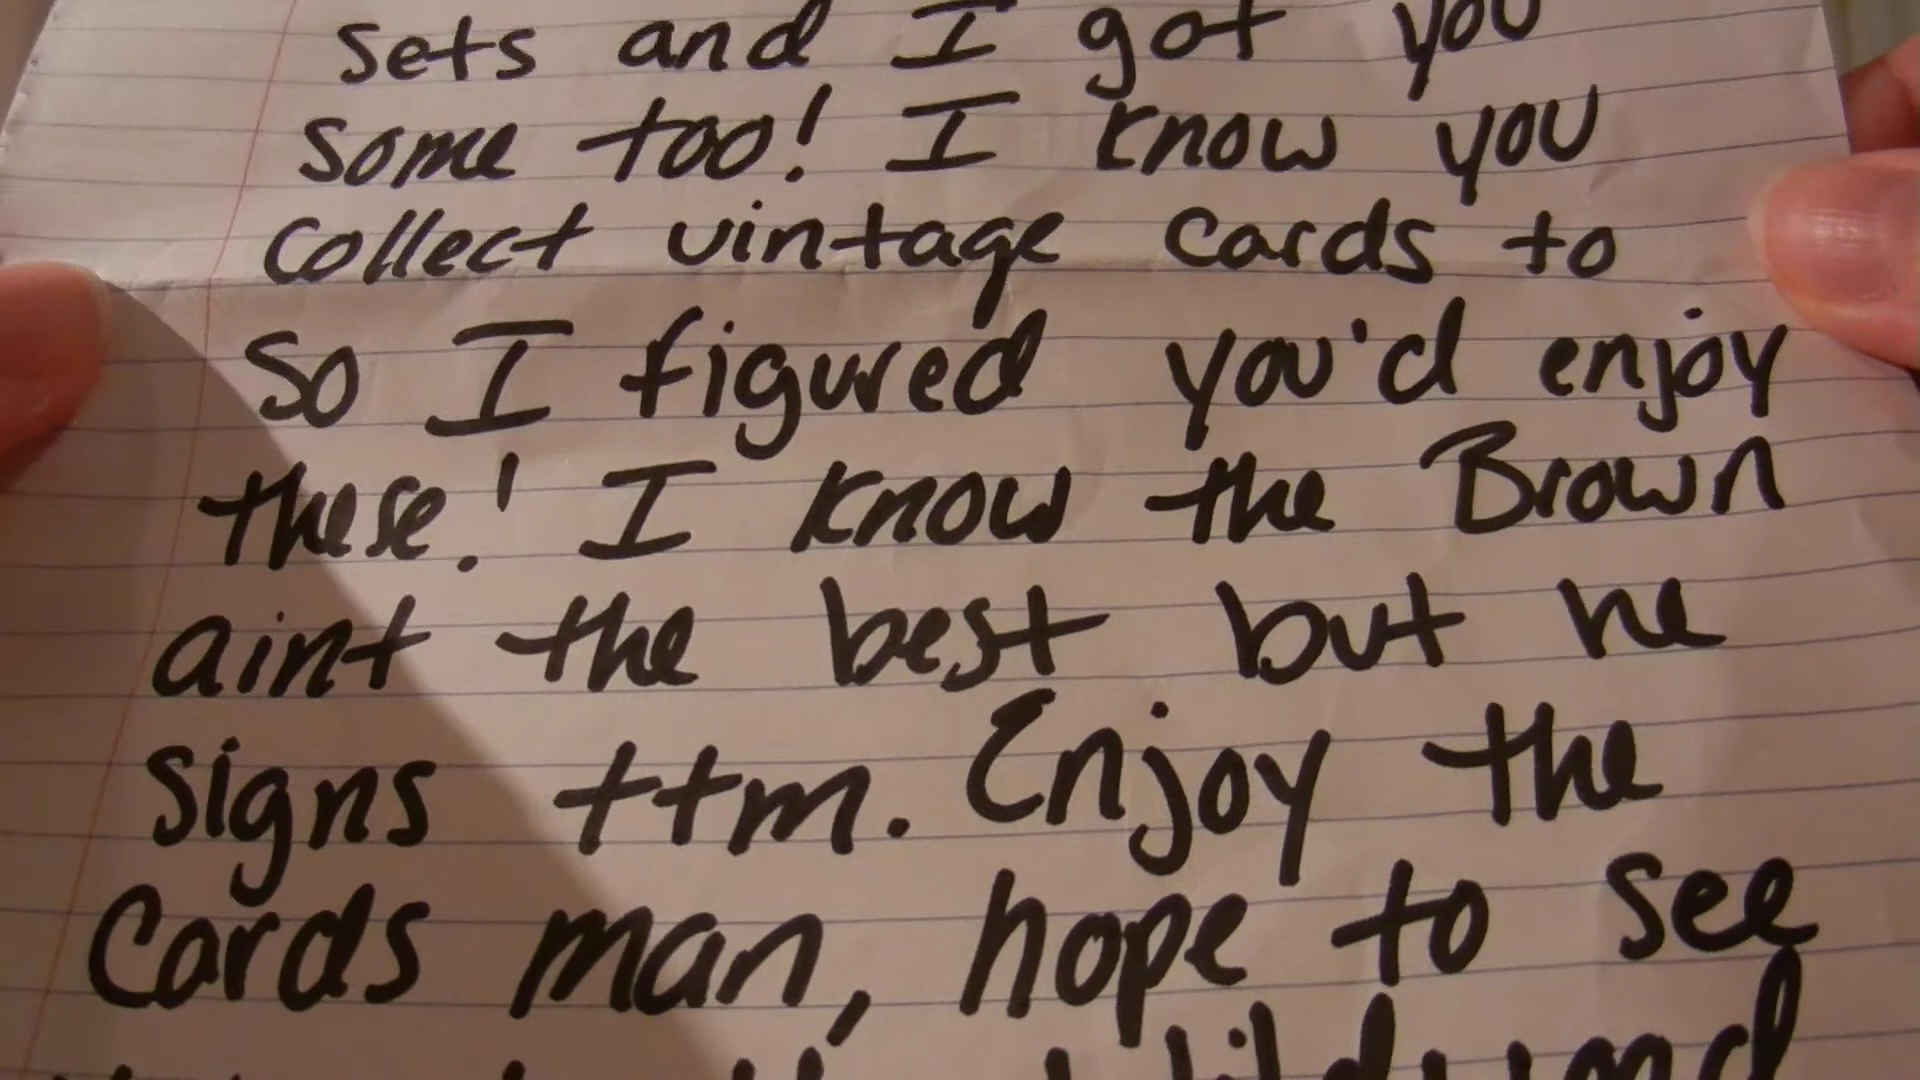 sets and I got you
some too! I know you
collect vintage cards to
So I figured you'd enjoy
these! I know the Brown
aint the best but he
signs ttm. Enjoy the
Cards man, hope to see